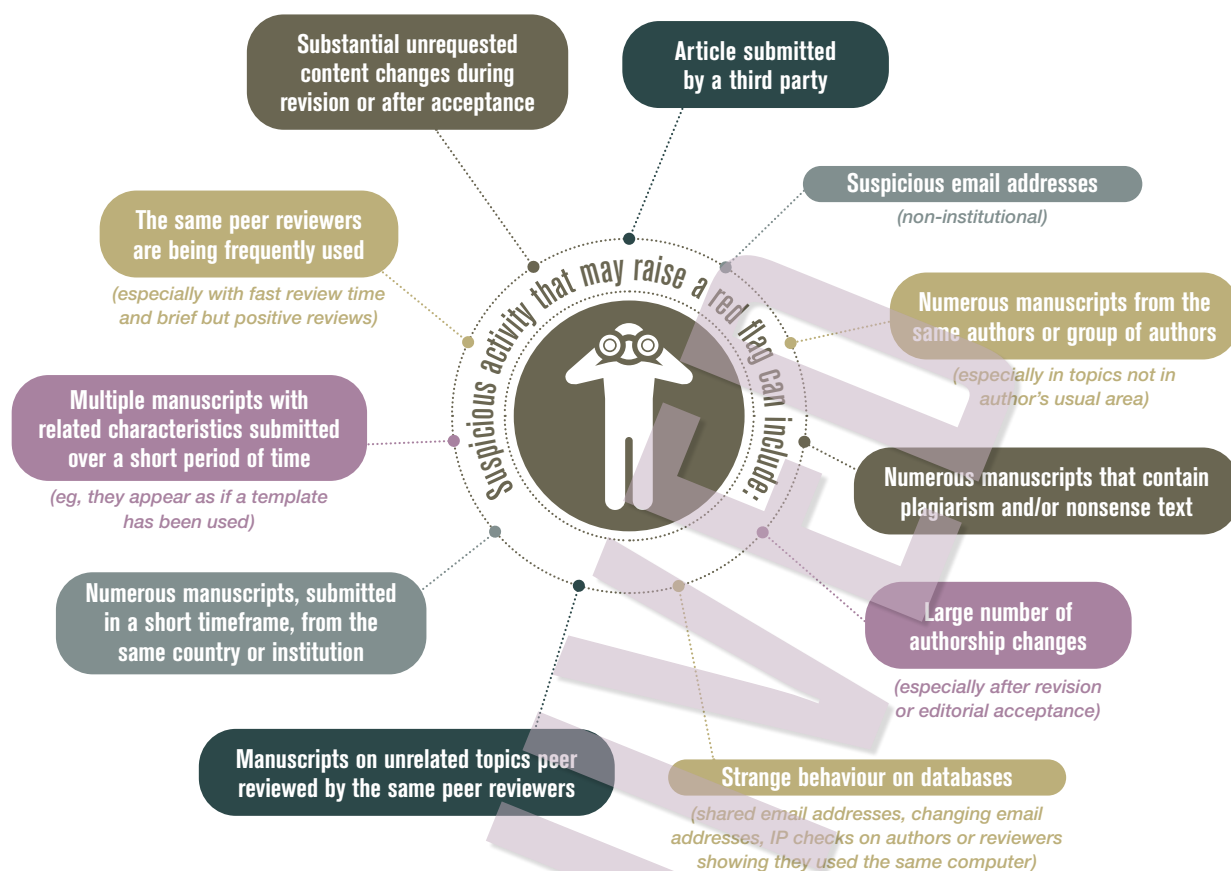 Suspicious activity that may raise a red flag can include:
Article submitted
by a third party
Suspicious email addresses
(non-institutional)
Numerous manuscripts from the
same authors or group of authors
(especially in topics not in
author's usual area)
Numerous manuscripts that contain
plagiarism and/or nonsense text
Large number of
authorship changes
(especially after revision
or editorial acceptance)
Strange behaviour on databases
(shared email addresses, changing email
addresses, IP checks on authors or reviewers
showing they used the same computer)
Manuscripts on unrelated topics peer
reviewed by the same peer reviewers
Numerous manuscripts, submitted
in a short timeframe, from the
same country or institution
Multiple manuscripts with
related characteristics submitted
over a short period of time
(eg, they appear as if a template
has been used)
The same peer reviewers
are being frequently used
(especially with fast review time
and brief but positive reviews)
Substantial unrequested
content changes during
revision or after acceptance